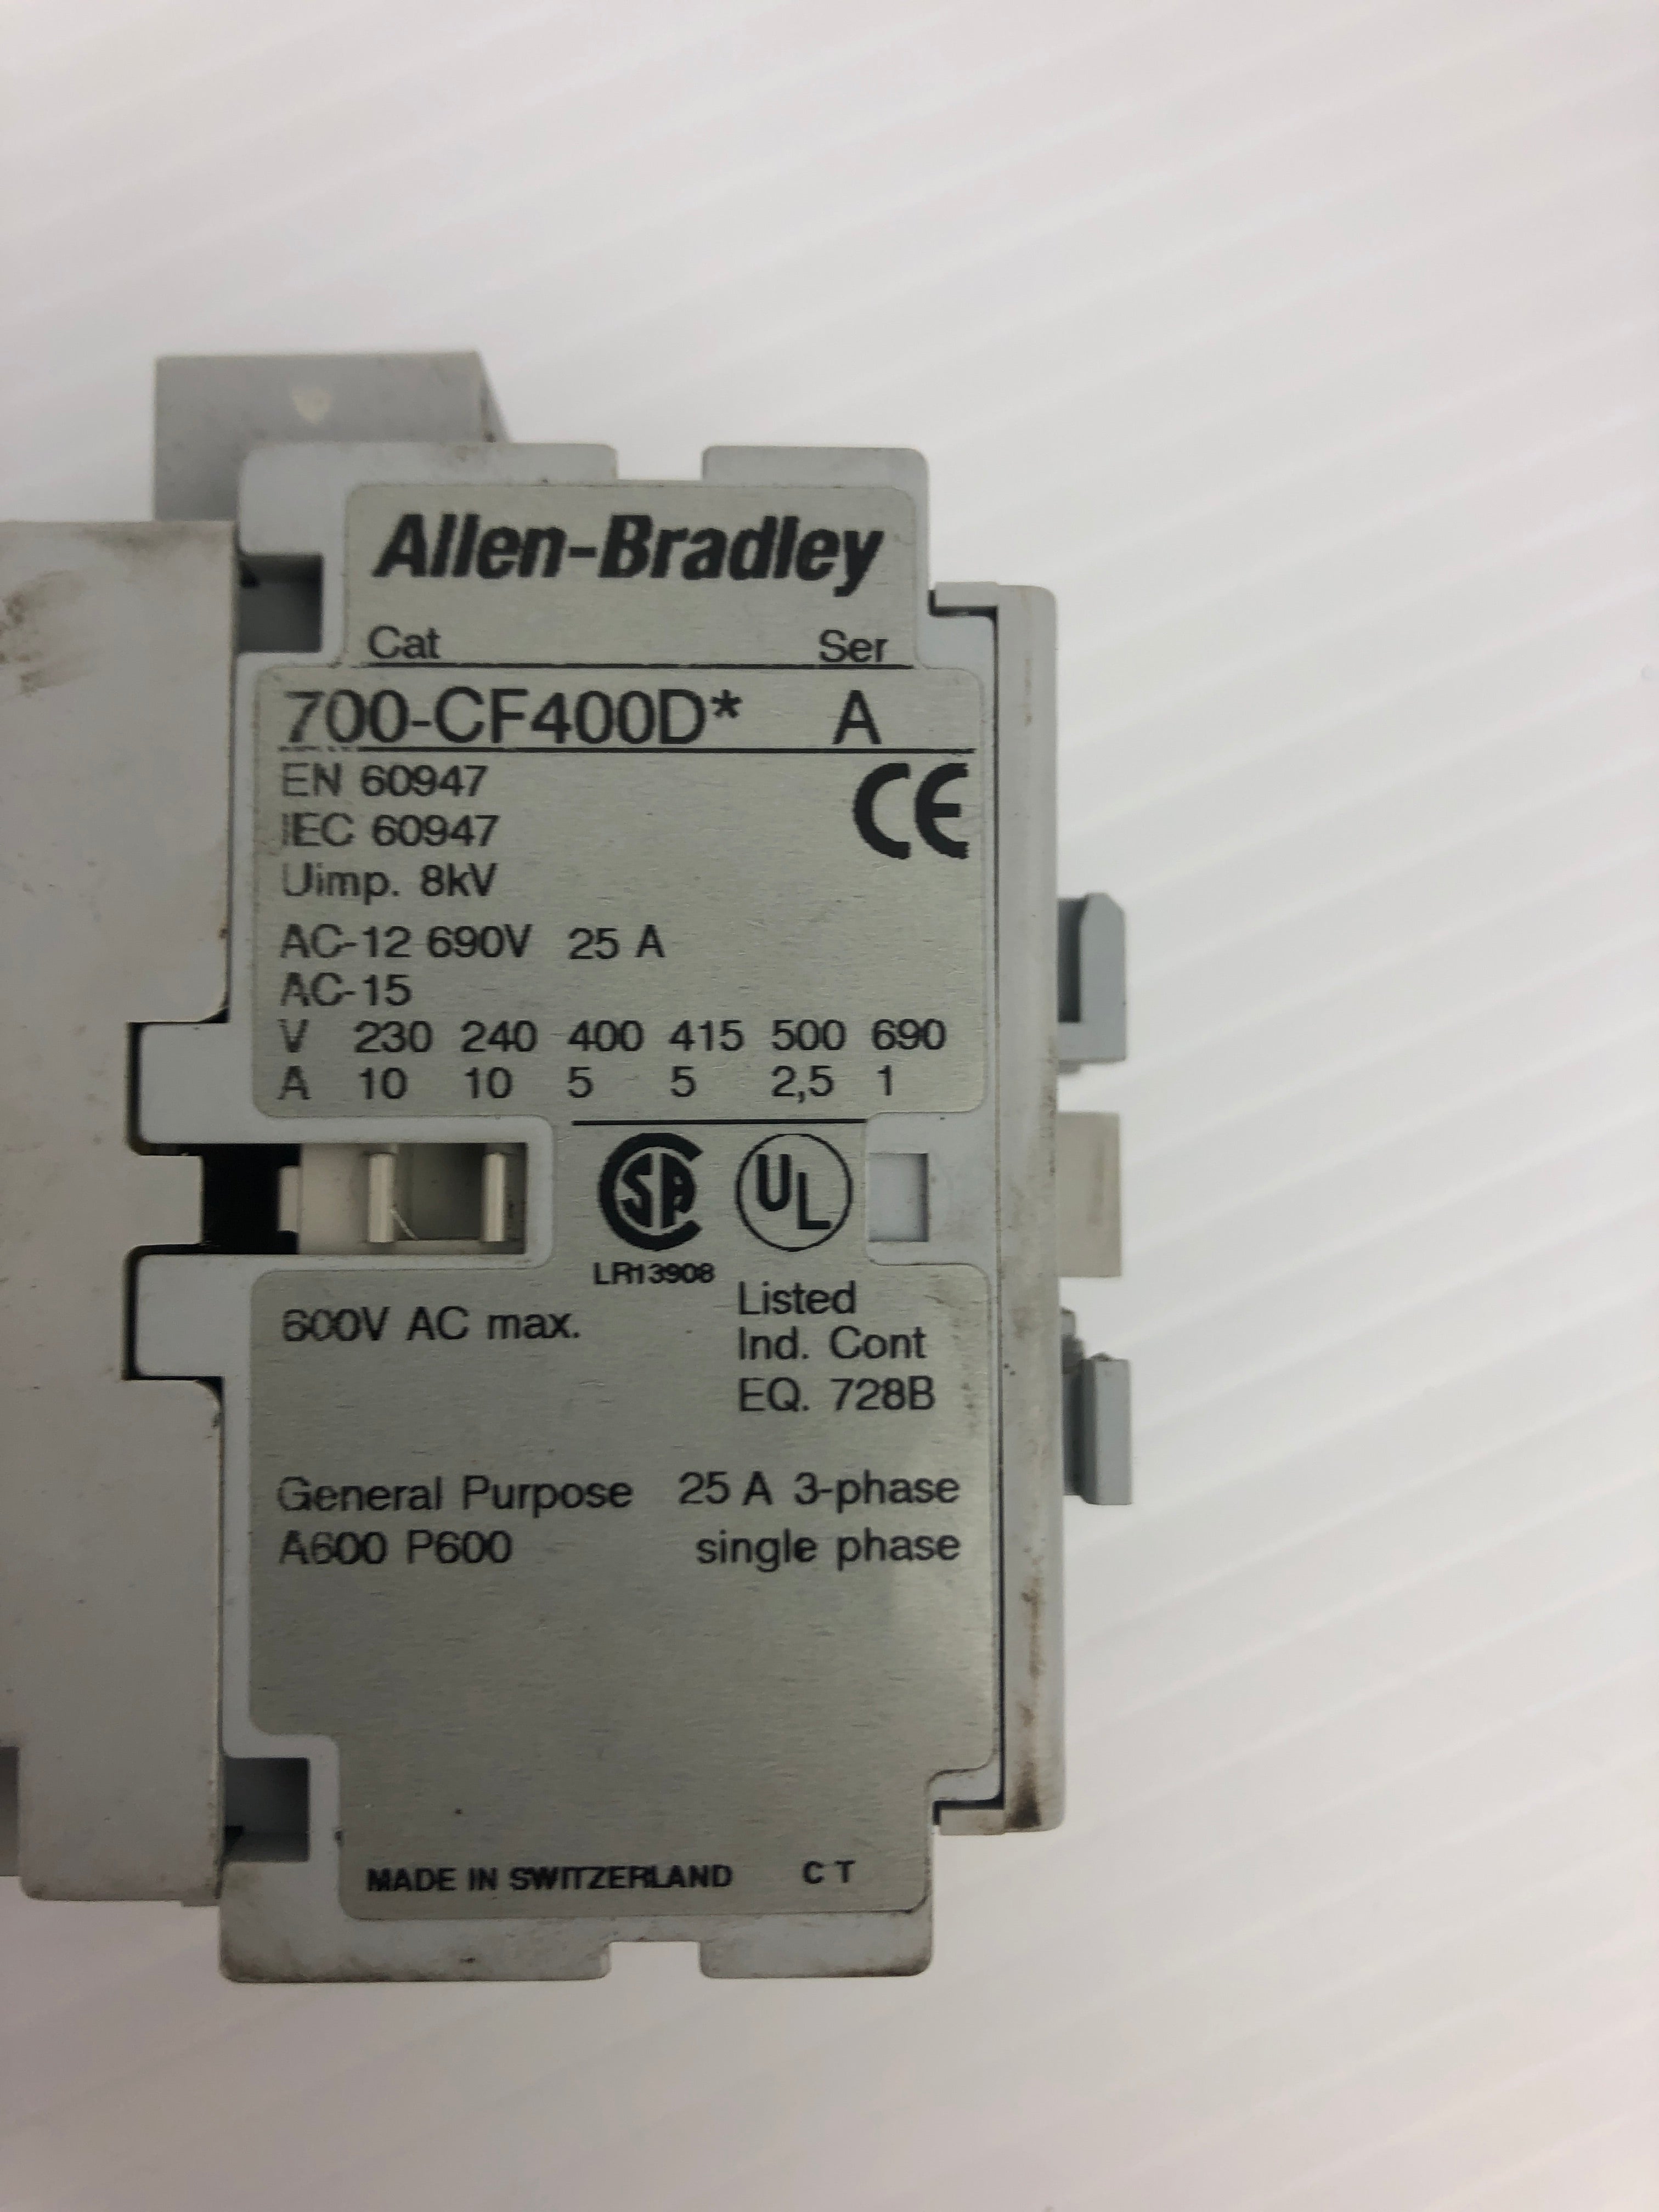 Allen-Bradley
Cat Ser
700-CF400D* A
EN 60947
IEC 60947
CE
Uimp. 8kV
AC-12 690V 25 A
AC-15
V 230 240 400 415 500 690
A 10 10 5 5 2,5 1
SA UL
LR13908
600V AC max.
Listed
Ind. Cont
EQ. 728B
General Purpose 25 A 3-phase
A600 P600 single phase
MADE IN SWITZERLAND C T